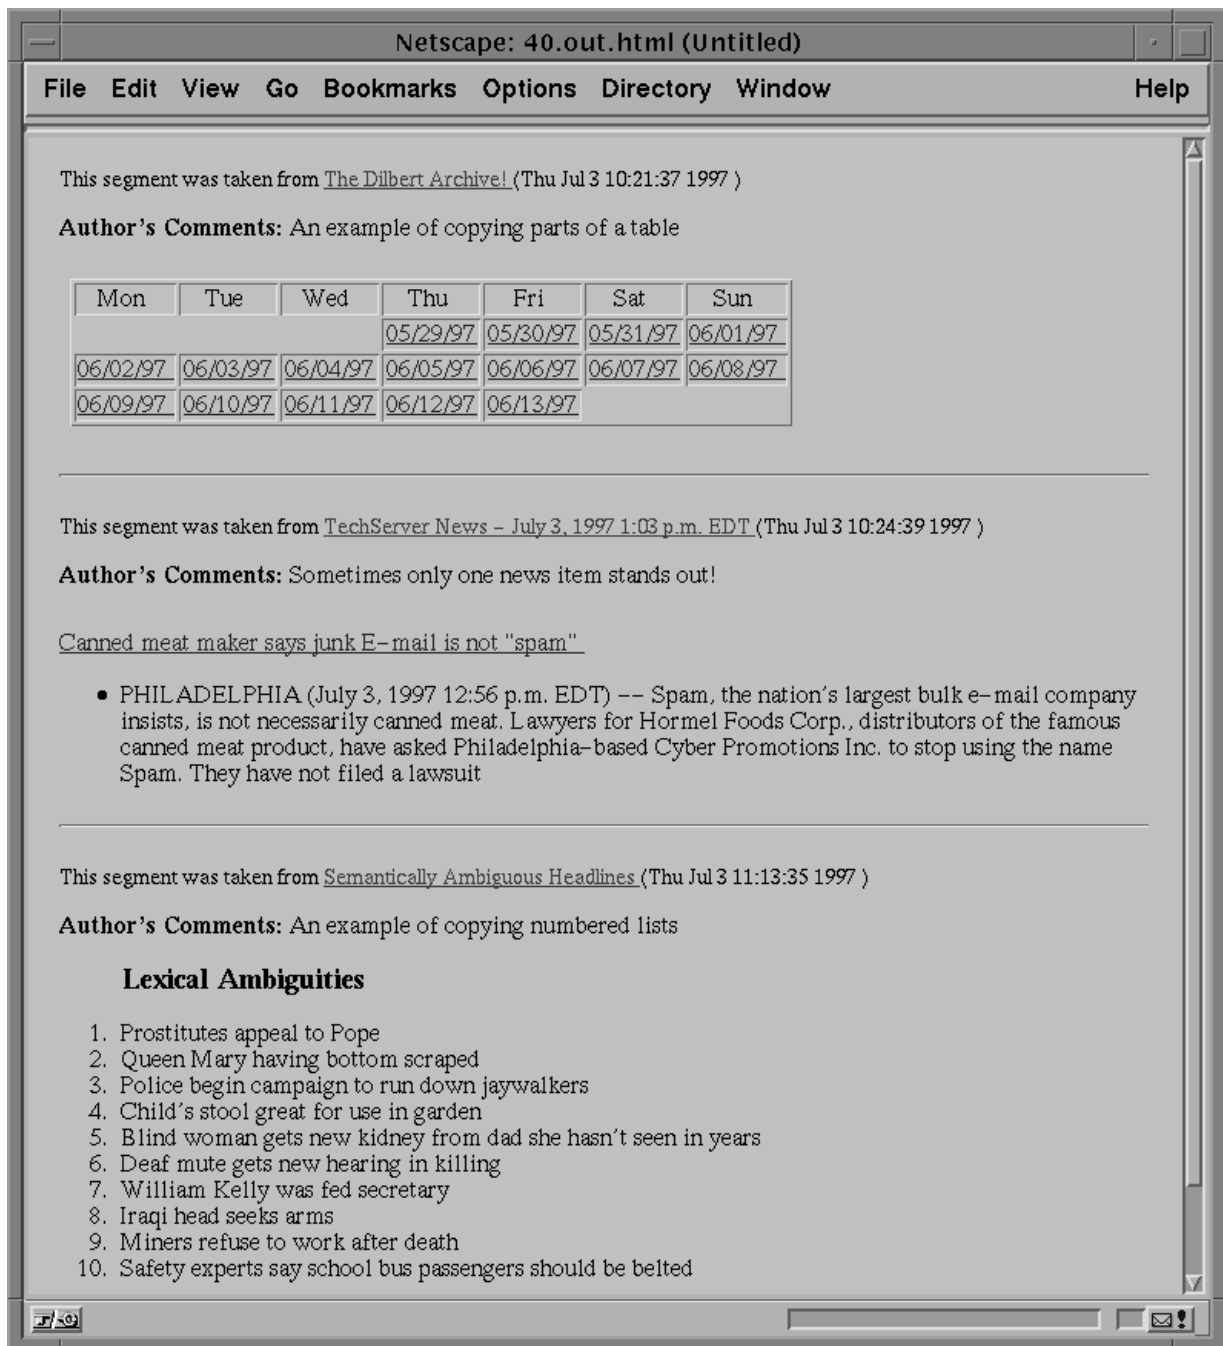 Netscape: 40.out.html (Untitled)
File Edit View Go Bookmarks Options Directory Window Help
This segment was taken from The Dilbert Archive! (Thu Jul 3 10:21:37 1997 )
Author's Comments: An example of copying parts of a table
Mon Tue Wed Thu Fri Sat Sun
05/29/97 05/30/97 05/31/97 06/01/97
06/02/97 06/03/97 06/04/97 06/05/97 06/06/97 06/07/97 06/08/97
06/09/97 06/10/97 06/11/97 06/12/97 06/13/97
This segment was taken from TechServer News - July 3, 1997 1:03 p.m. EDT (Thu Jul 3 10:24:39 1997 )
Author's Comments: Sometimes only one news item stands out!
Canned meat maker says junk E-mail is not "spam"
• PHILADELPHIA (July 3, 1997 12:56 p.m. EDT) -- Spam, the nation's largest bulk e-mail company
insists, is not necessarily canned meat. Lawyers for Hormel Foods Corp., distributors of the famous
canned meat product, have asked Philadelphia-based Cyber Promotions Inc. to stop using the name
Spam. They have not filed a lawsuit
This segment was taken from Semantically Ambiguous Headlines (Thu Jul 3 11:13:35 1997 )
Author's Comments: An example of copying numbered lists
Lexical Ambiguities
1. Prostitutes appeal to Pope
2. Queen Mary having bottom scraped
3. Police begin campaign to run down jaywalkers
4. Child's stool great for use in garden
5. Blind woman gets new kidney from dad she hasn't seen in years
6. Deaf mute gets new hearing in killing
7. William Kelly was fed secretary
8. Iraqi head seeks arms
9. Miners refuse to work after death
10. Safety experts say school bus passengers should be belted